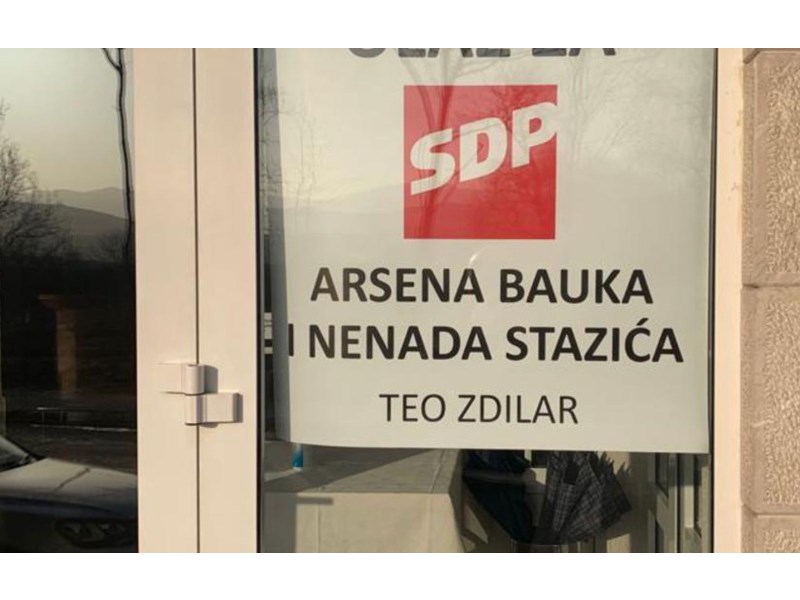 SDP
ARSENA BAUKA
I NENADA STAZIĆA
TEO ZDILAR